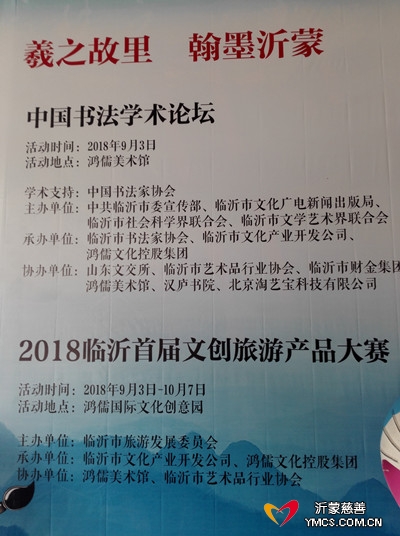 羲之故里　翰墨沂蒙
中国书法学术论坛
活动时间：2018年9月3日
活动地点：鸿儒美术馆
学术支持：中国书法家协会
主办单位：中共临沂市委宣传部、临沂市文化广电新闻出版局、
临沂市社会科学界联合会、临沂市文学艺术界联合会
承办单位：临沂市书法家协会、临沂市文化产业开发公司、
鸿儒文化控股集团
协办单位：山东文交所、临沂市艺术品行业协会、临沂市财金集团
鸿儒美术馆、汉庐书院、北京淘艺宝科技有限公司
2018临沂首届文创旅游产品大赛
活动时间：2018年9月3日-10月7日
活动地点：鸿儒国际文化创意园
主办单位：临沂市旅游发展委员会
承办单位：临沂市文化产业开发公司、鸿儒文化控股集团
协办单位：鸿儒美术馆、临沂市艺术品行业协会
沂蒙慈善
YMCS.COM.CN